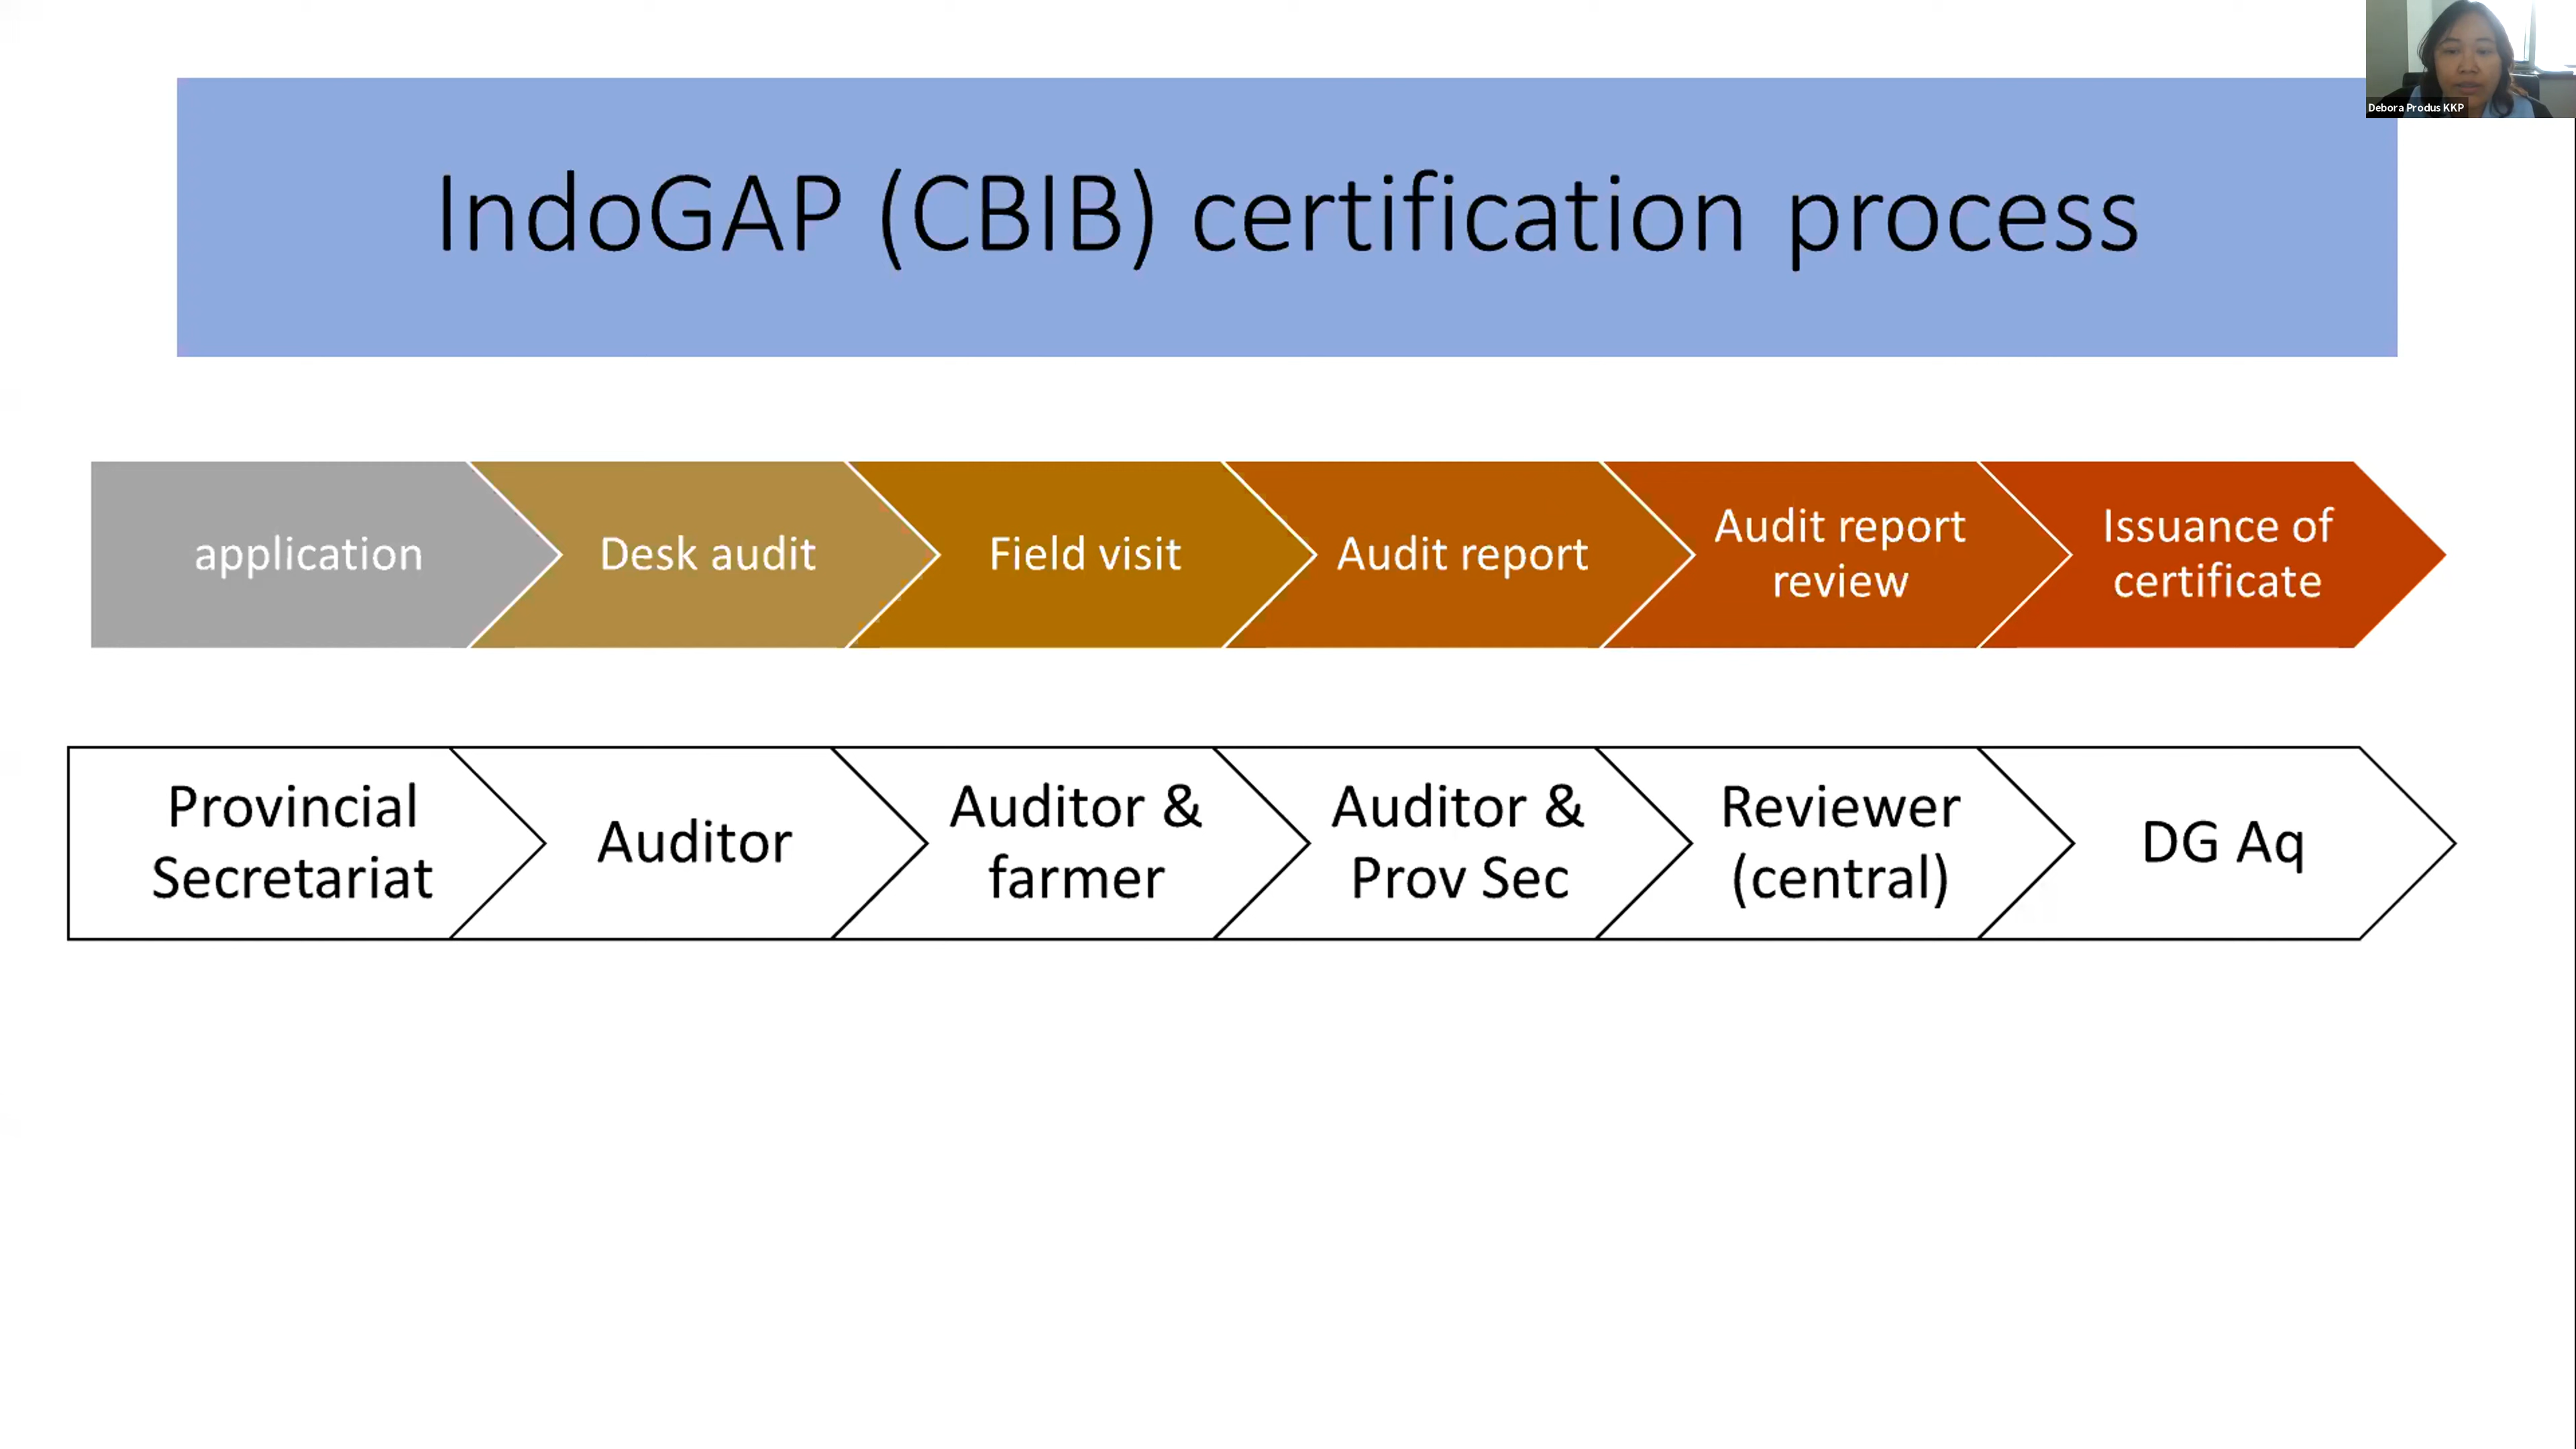 Debora Produs KKP
IndoGAP (CBIB) certification process
application
Desk audit
Field visit
Audit report
Audit report
review
Issuance of
certificate
Provincial
Secretariat
Auditor
Auditor &
farmer
Auditor &
Prov Sec
Reviewer
(central)
DG Aq